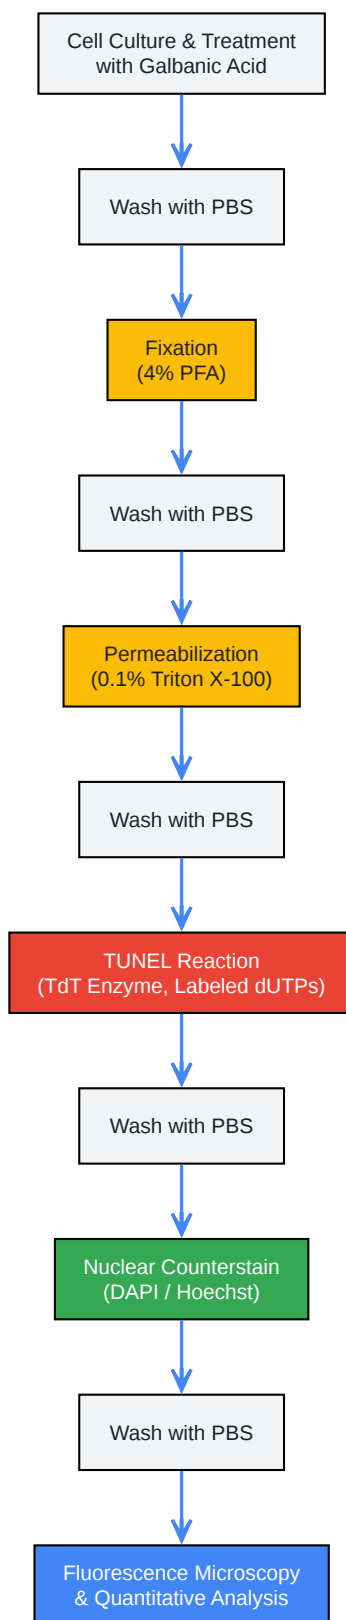 Cell Culture & Treatment
with Galbanic Acid
Wash with PBS
Fixation
(4% PFA)
Wash with PBS
Permeabilization
(0.1% Triton X-100)
Wash with PBS
TUNEL Reaction
(TdT Enzyme, Labeled dUTPs)
Wash with PBS
Nuclear Counterstain
(DAPI / Hoechst)
Wash with PBS
Fluorescence Microscopy
& Quantitative Analysis